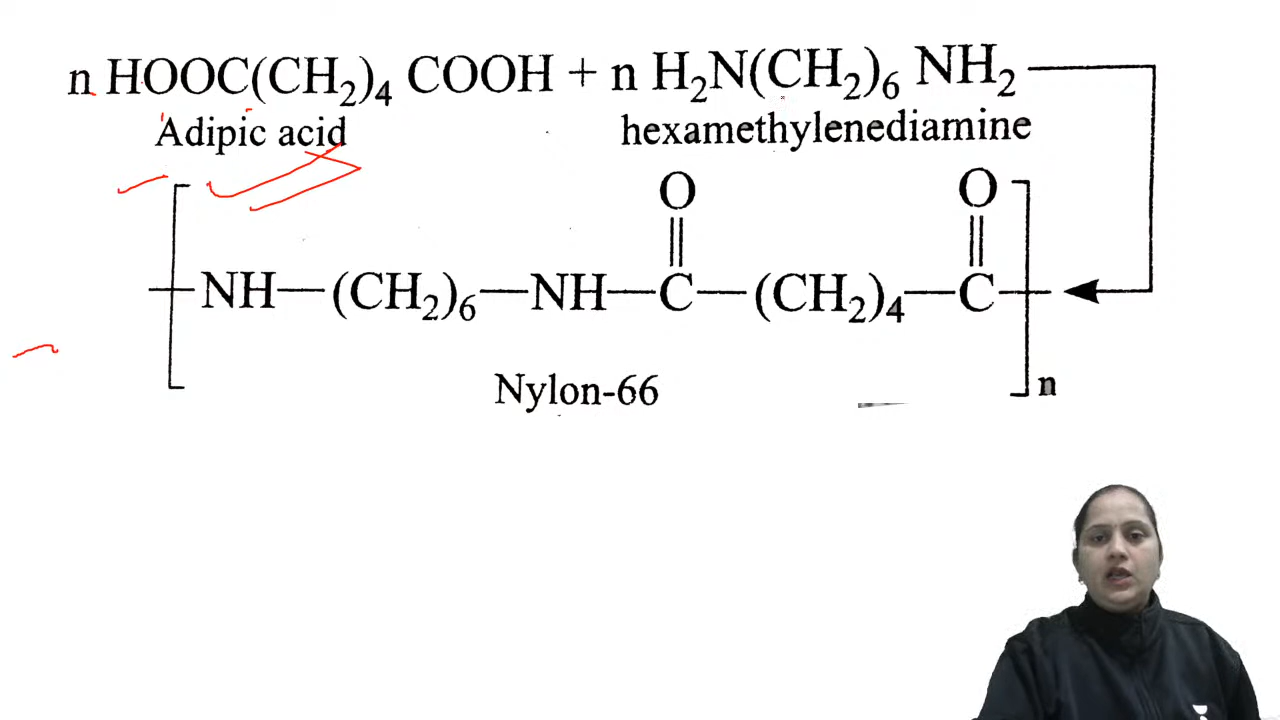 n HOOC(CH₂)₄ COOH + n H₂N(CH₂)₆ NH₂
Adipic acid hexamethylenediamine
O O
NH—(CH₂)₆—NH—C—(CH₂)₄—C
n
Nylon-66